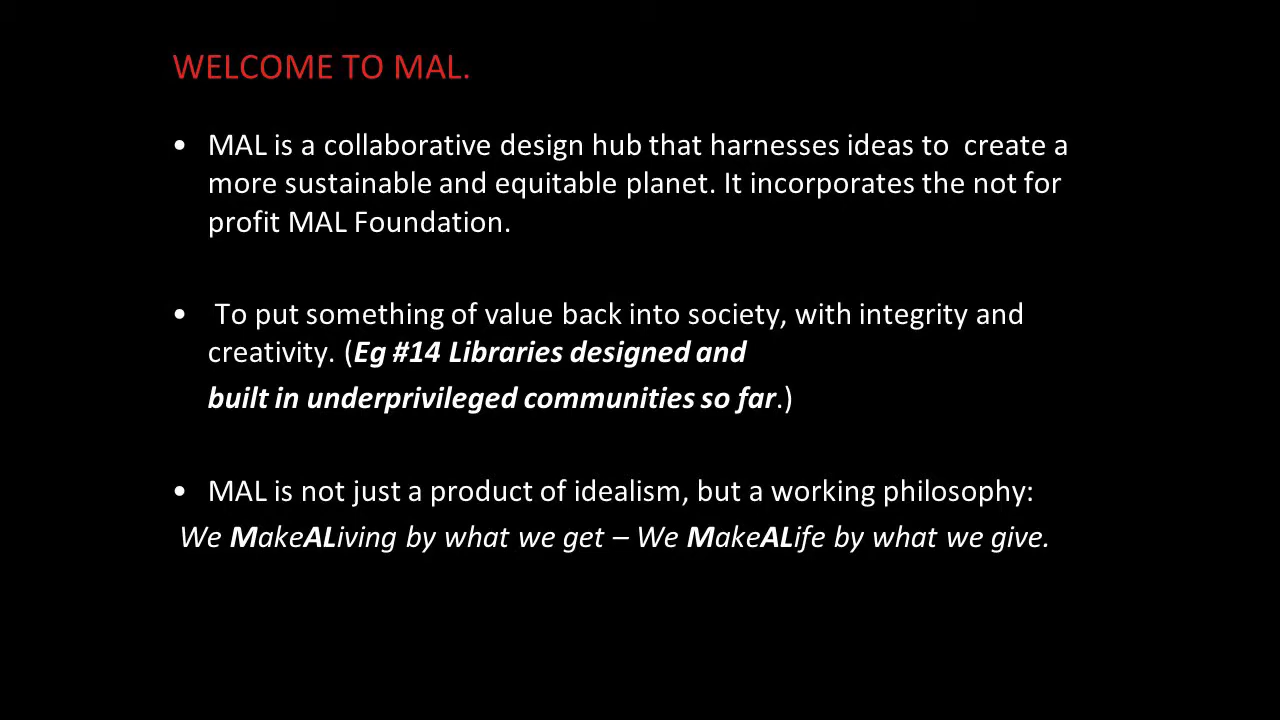 WELCOME TO MAL.
• MAL is a collaborative design hub that harnesses ideas to  create a
more sustainable and equitable planet. It incorporates the not for
profit MAL Foundation.
•  To put something of value back into society, with integrity and
creativity. (Eg #14 Libraries designed and
built in underprivileged communities so far.)
• MAL is not just a product of idealism, but a working philosophy:
We MakeALiving by what we get – We MakeALife by what we give.